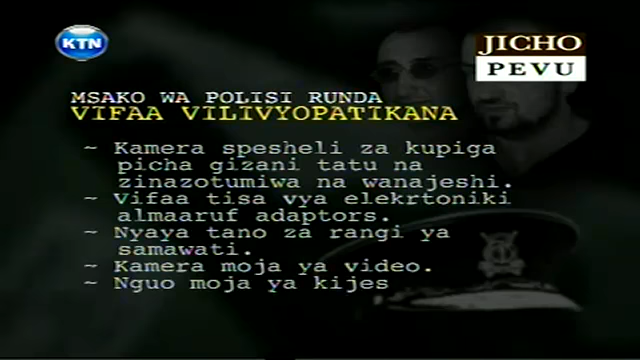 KTN
JICHO
PEVU
MSAKO WA POLISI RUNDA
VIFAA VILIVYOPATIKANA
~ Kamera spesheli za kupiga
picha gizani tatu na
zinazotumiwa na wanajeshi.
~ Vifaa tisa vya elekrtoniki
almaaruf adaptors.
~ Nyaya tano za rangi ya
samawati.
~ Kamera moja ya video.
~ Nguo moja ya kijes